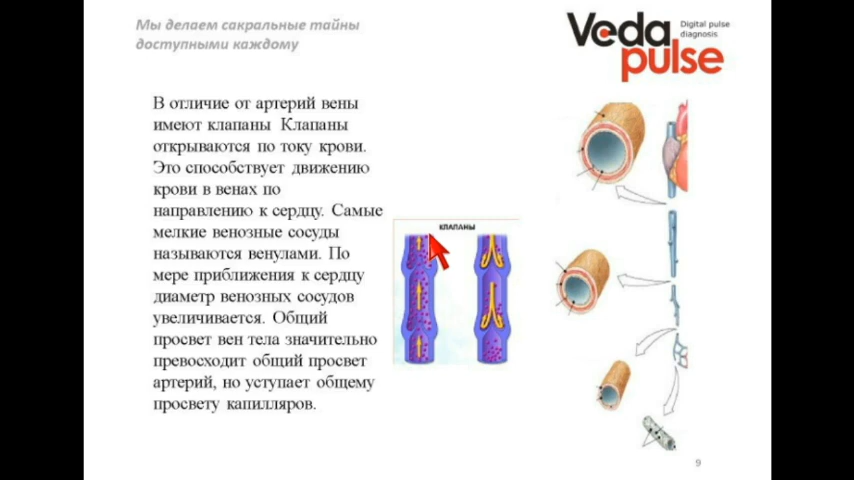 Мы делаем сакральные тайны
доступными каждому
Veda
pulse
Digital pulse
diagnosis
В отличие от артерий вены
имеют клапаны Клапаны
открываются по току крови.
Это способствует движению
крови в венах по
направлению к сердцу. Самые
мелкие венозные сосуды
называются венулами. По
мере приближения к сердцу
диаметр венозных сосудов
увеличивается. Общий
просвет вен тела значительно
превосходит общий просвет
артерий, но уступает общему
просвету капилляров.
КЛАПАНЫ
9